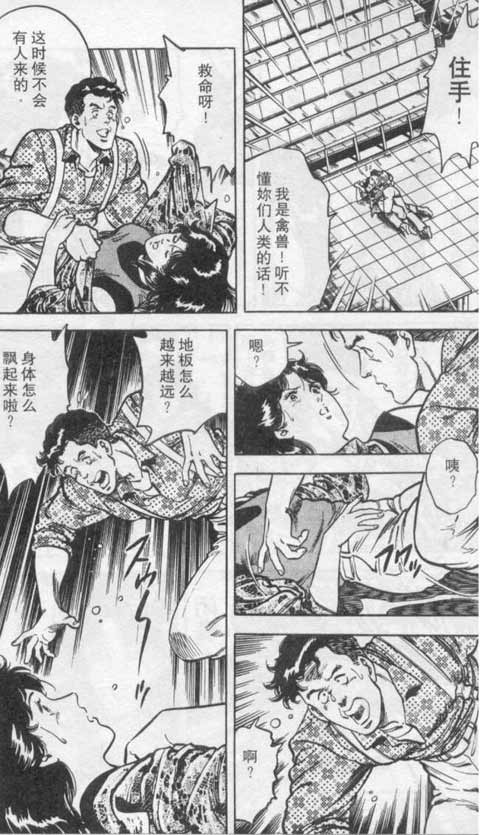 住手！
我是禽兽！听不
懂妳们人类的话！
救命呀！
这时候不会
有人来的．
嗯？
咦？
啊？
地板怎么
越来越远？
身体怎么
飘起来啦？